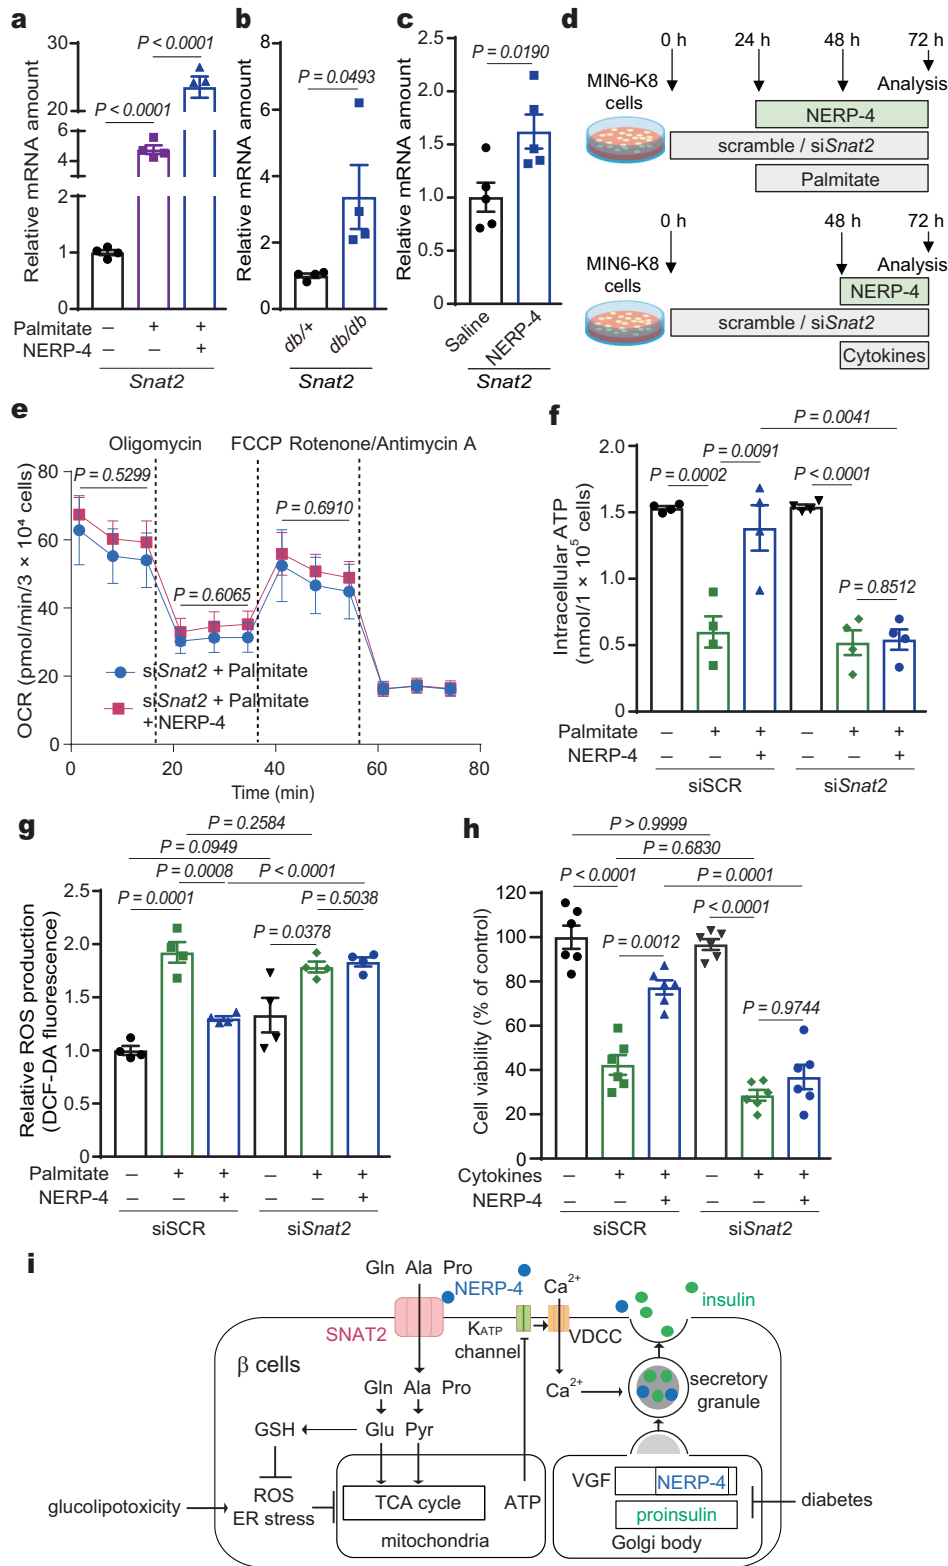 a
Relative mRNA amount
30
20
6
4
2
1
0
P < 0.0001
P < 0.0001
Palmitate − + +
NERP-4 − − +
Snat2
b
Relative mRNA amount
8
6
4
2
0
P = 0.0493
db/+
db/db
Snat2
c
Relative mRNA amount
2.5
2.0
1.5
1.0
0.5
0
P = 0.0190
Saline
NERP-4
Snat2
d
0 h 24 h 48 h 72 h
Analysis
MIN6-K8
cells
NERP-4
scramble / siSnat2
Palmitate
0 h 48 h 72 h
Analysis
MIN6-K8
cells
NERP-4
scramble / siSnat2
Cytokines
e
Oligomycin FCCP Rotenone/Antimycin A
OCR (pmol/min/3 × 10⁴ cells)
80
60
40
20
0
P = 0.5299
P = 0.6910
P = 0.6065
siSnat2 + Palmitate
siSnat2 + Palmitate
+ NERP-4
0 20 40 60 80
Time (min)
f
Intracellular ATP
(nmol/1 × 10⁵ cells)
2.0
1.5
1.0
0.5
0
P = 0.0041
P = 0.0091
P = 0.0002
P < 0.0001
P = 0.8512
Palmitate − + + − + +
NERP-4 − − + − − +
siSCR siSnat2
g
Relative ROS production
(DCF-DA fluorescence)
2.5
2.0
1.5
1.0
0.5
0
P = 0.2584
P = 0.0949
P = 0.0008 P < 0.0001
P = 0.0001 P = 0.5038
P = 0.0378
Palmitate − + + − + +
NERP-4 − − + − − +
siSCR siSnat2
h
Cell viability (% of control)
120
100
80
60
40
20
0
P > 0.9999
P = 0.6830
P < 0.0001 P = 0.0001
P < 0.0001
P = 0.0012
P = 0.9744
Cytokines − + + − + +
NERP-4 − − + − − +
siSCR siSnat2
i
Gln Ala Pro
NERP-4
Ca²⁺
insulin
SNAT2
KATP
channel
VDCC
β cells
Gln Ala Pro
Ca²⁺
secretory
granule
GSH
Glu Pyr
glucolipotoxicity
ROS
ER stress
TCA cycle
ATP
mitochondria
VGF
NERP-4
proinsulin
Golgi body
diabetes